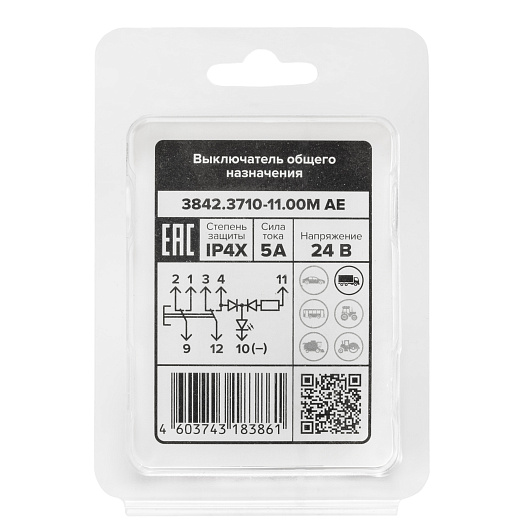 Выключатель общего
назначения
3842.3710-11.00М АЕ
EAC
Степень
защиты
IP4X
Сила
тока
5А
Напряжение
24 В
2 1 3 4 11
9 12 10 (−)
4 603743 183861